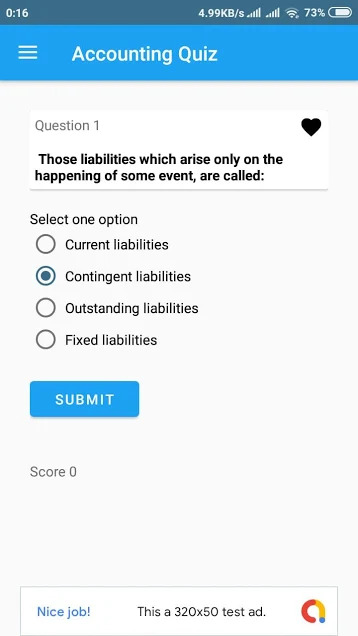 0:16 4.99KB/s 73%
Accounting Quiz
Question 1
Those liabilities which arise only on the
happening of some event, are called:
Select one option
Current liabilities
Contingent liabilities
Outstanding liabilities
Fixed liabilities
SUBMIT
Score 0
Nice job! This a 320x50 test ad.